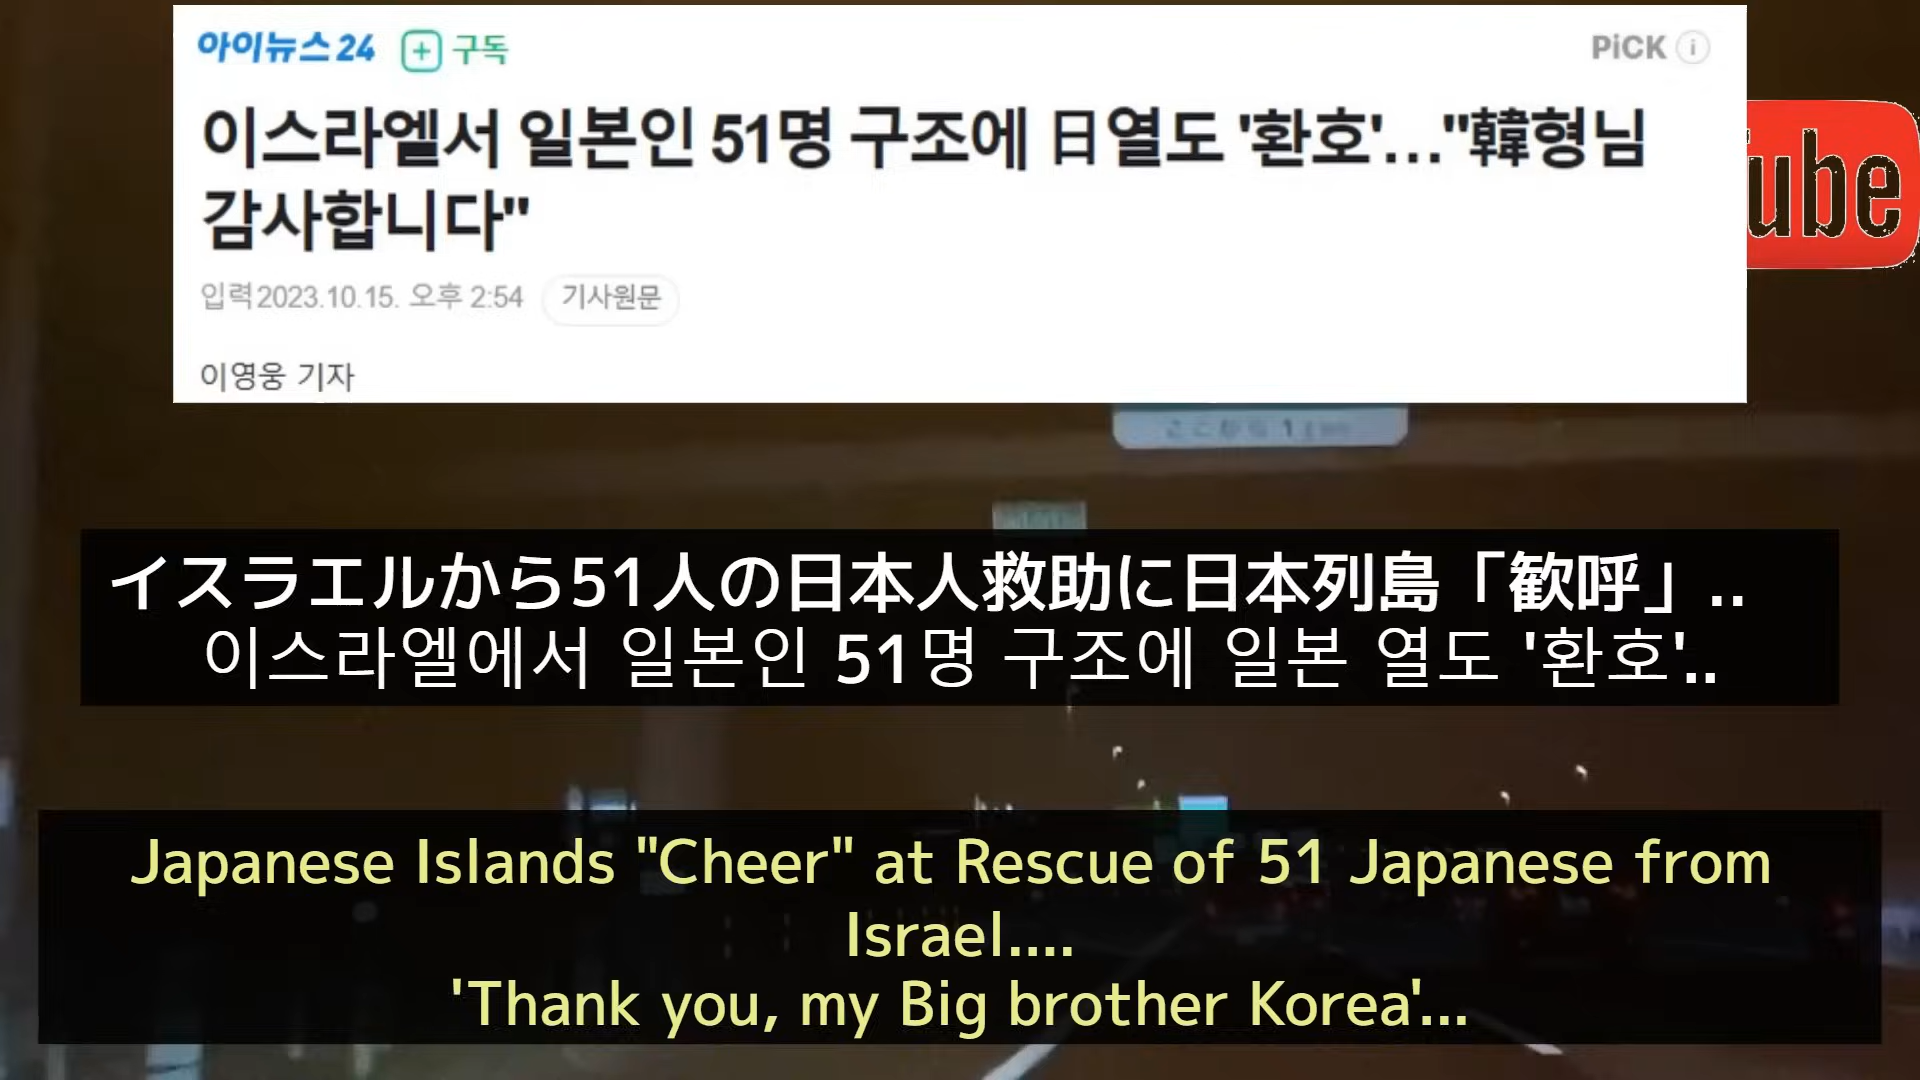 아이뉴스24 + 구독
PiCK i
이스라엘서 일본인 51명 구조에 日열도 '환호'…"韓형님
감사합니다"
입력2023.10.15. 오후 2:54 기사원문
이영웅 기자
ube
イスラエルから51人の日本人救助に日本列島「歓呼」..
이스라엘에서 일본인 51명 구조에 일본 열도 '환호'..
Japanese Islands "Cheer" at Rescue of 51 Japanese from
Israel....
'Thank you, my Big brother Korea'...